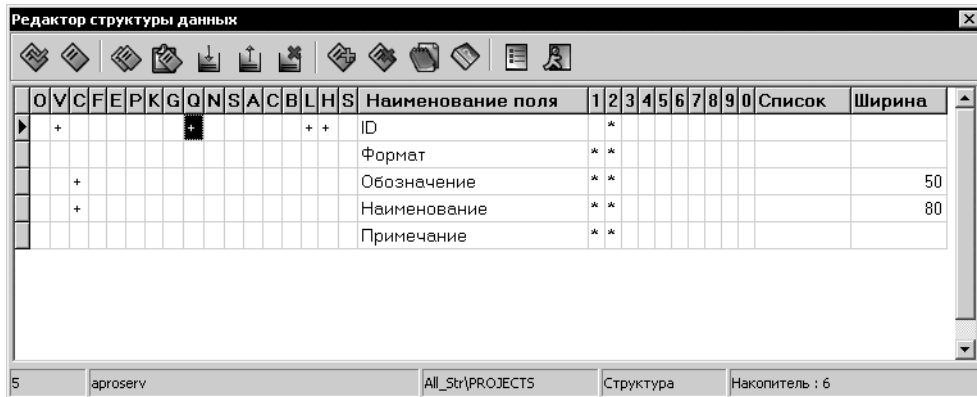 Редактор структуры данных
O V C F E P K G Q N S A C B L H S Наименование поля 1 2 3 4 5 6 7 8 9 0 Список Ширина
+ + + + ID *
Формат * *
+ Обозначение * * 50
+ Наименование * * 80
Примечание * *
5 aproserv All_Str\PROJECTS Структура Накопитель : 6